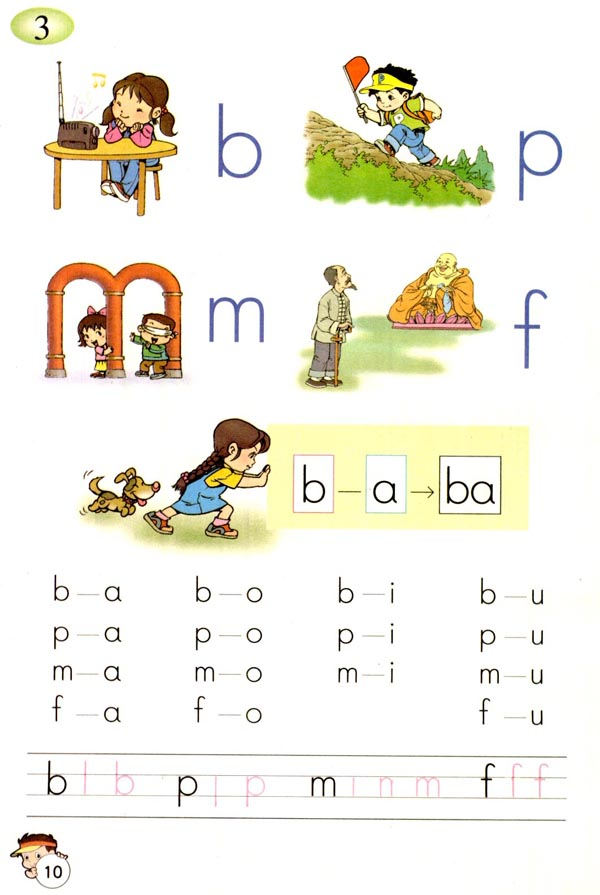 3
b
p
m
f
b — a → ba
b — a b — o b — i b — u
p — a p — o p — i p — u
m — a m — o m — i m — u
f — a f — o f — u
b l b p l p m i n m f f f
10